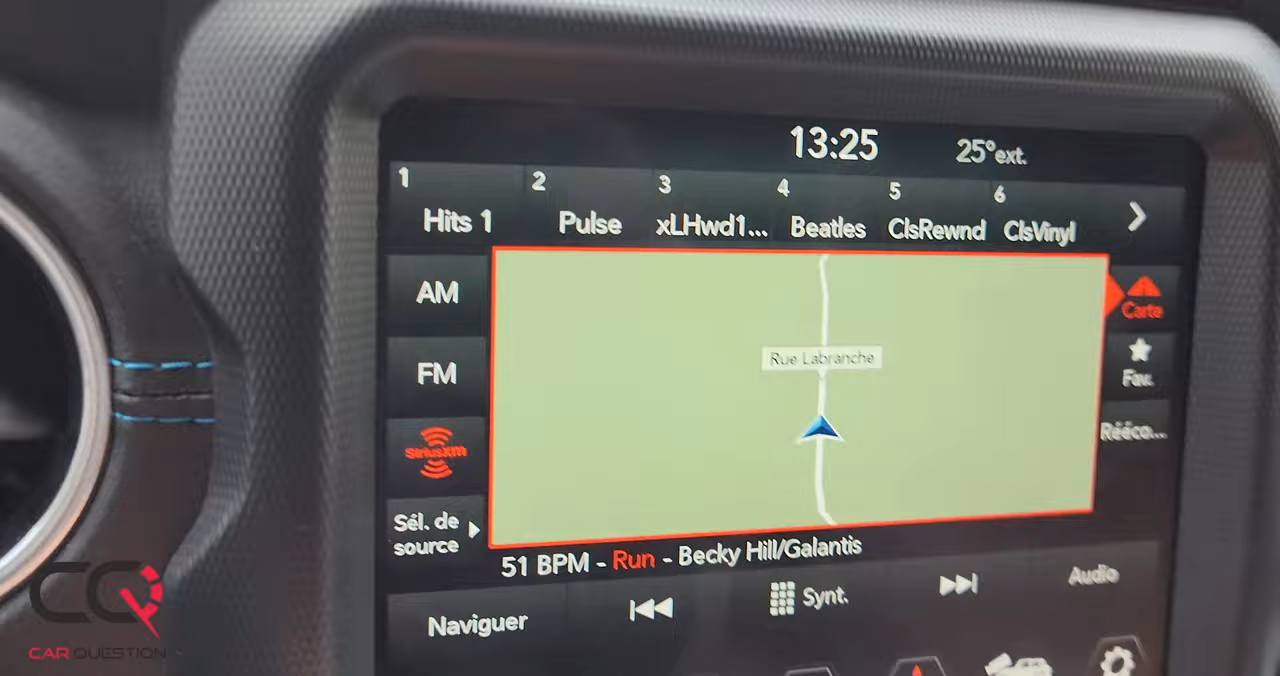 13:25 25°ext.
1 2 3 4 5 6
Hits 1 Pulse xLHwd1... Beatles ClsRewnd ClsVinyl
AM
Carte
Rue Labranche
FM
Fav.
Rééco...
SiriusXm
Sél. de
source
51 BPM - Run - Becky Hill/Galantis
Naviguer Synt. Audio
CQ
CAR QUESTION